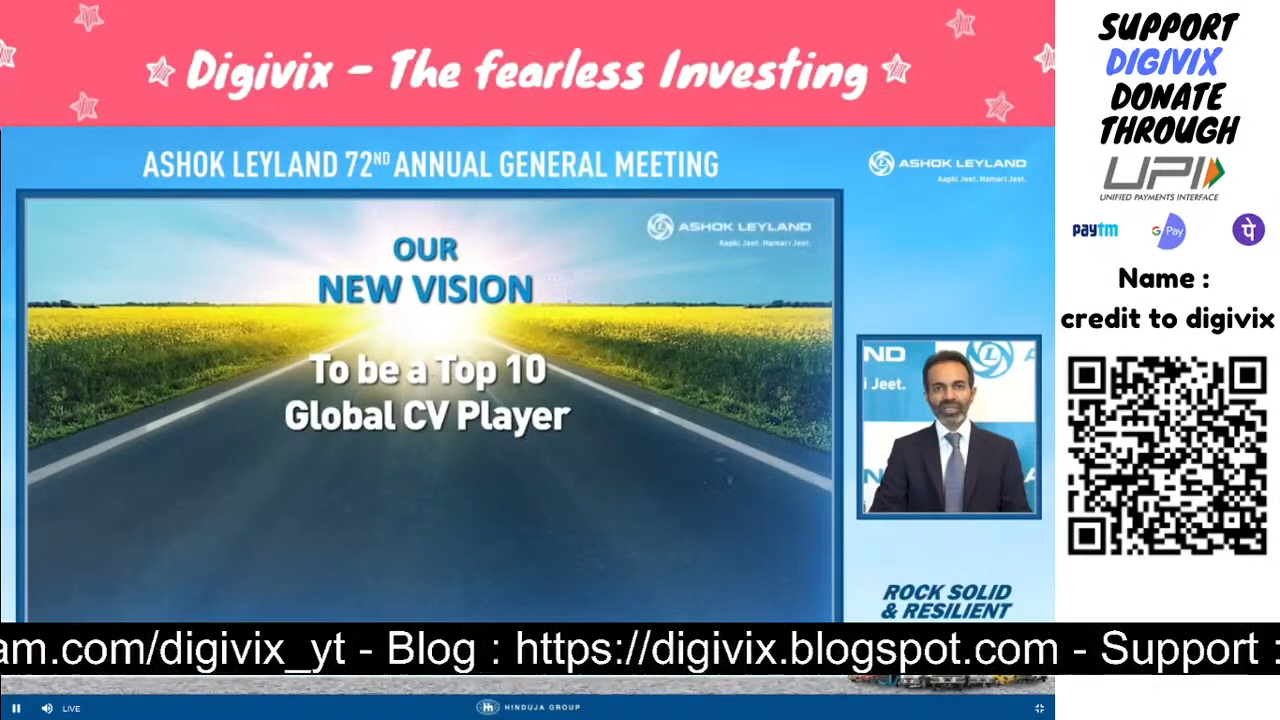 Digivix - The fearless Investing
SUPPORT
DIGIVIX
DONATE
THROUGH
UPI
UNIFIED PAYMENTS INTERFACE
paytm
G Pay
पे
Name :
credit to digivix
ASHOK LEYLAND 72ND ANNUAL GENERAL MEETING
ASHOK LEYLAND
Aapki Jeet. Hamari Jeet.
ASHOK LEYLAND
Aapki Jeet. Hamari Jeet.
OUR
NEW VISION
To be a Top 10
Global CV Player
ND
i Jeet.
ROCK SOLID
& RESILIENT
am.com/digivix_yt - Blog : https://digivix.blogspot.com - Support :
LIVE
HINDUJA GROUP